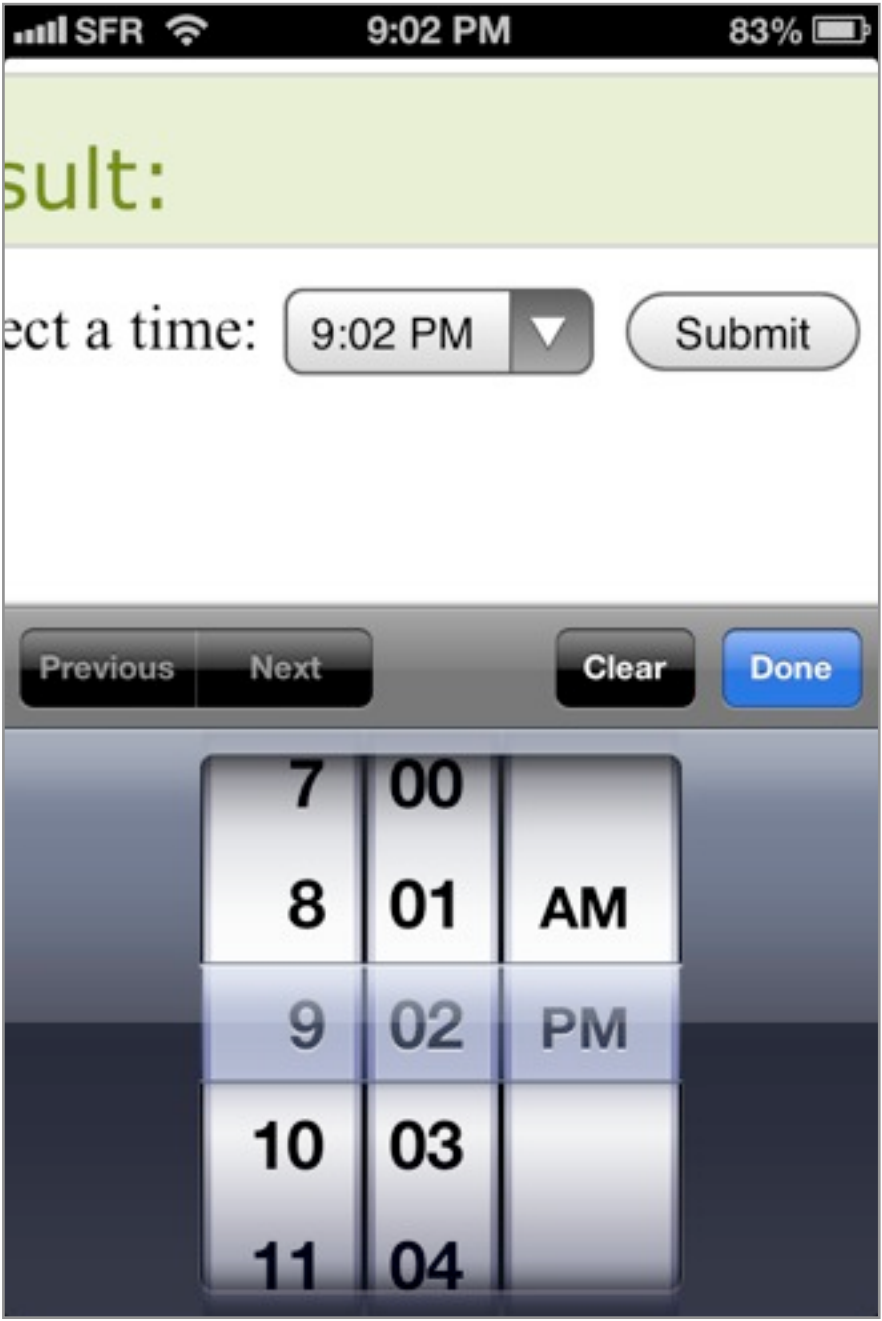 SFR 9:02 PM 83%
sult:
ect a time: 9:02 PM Submit
Previous Next Clear Done
7 00
8 01 AM
9 02 PM
10 03
11 04